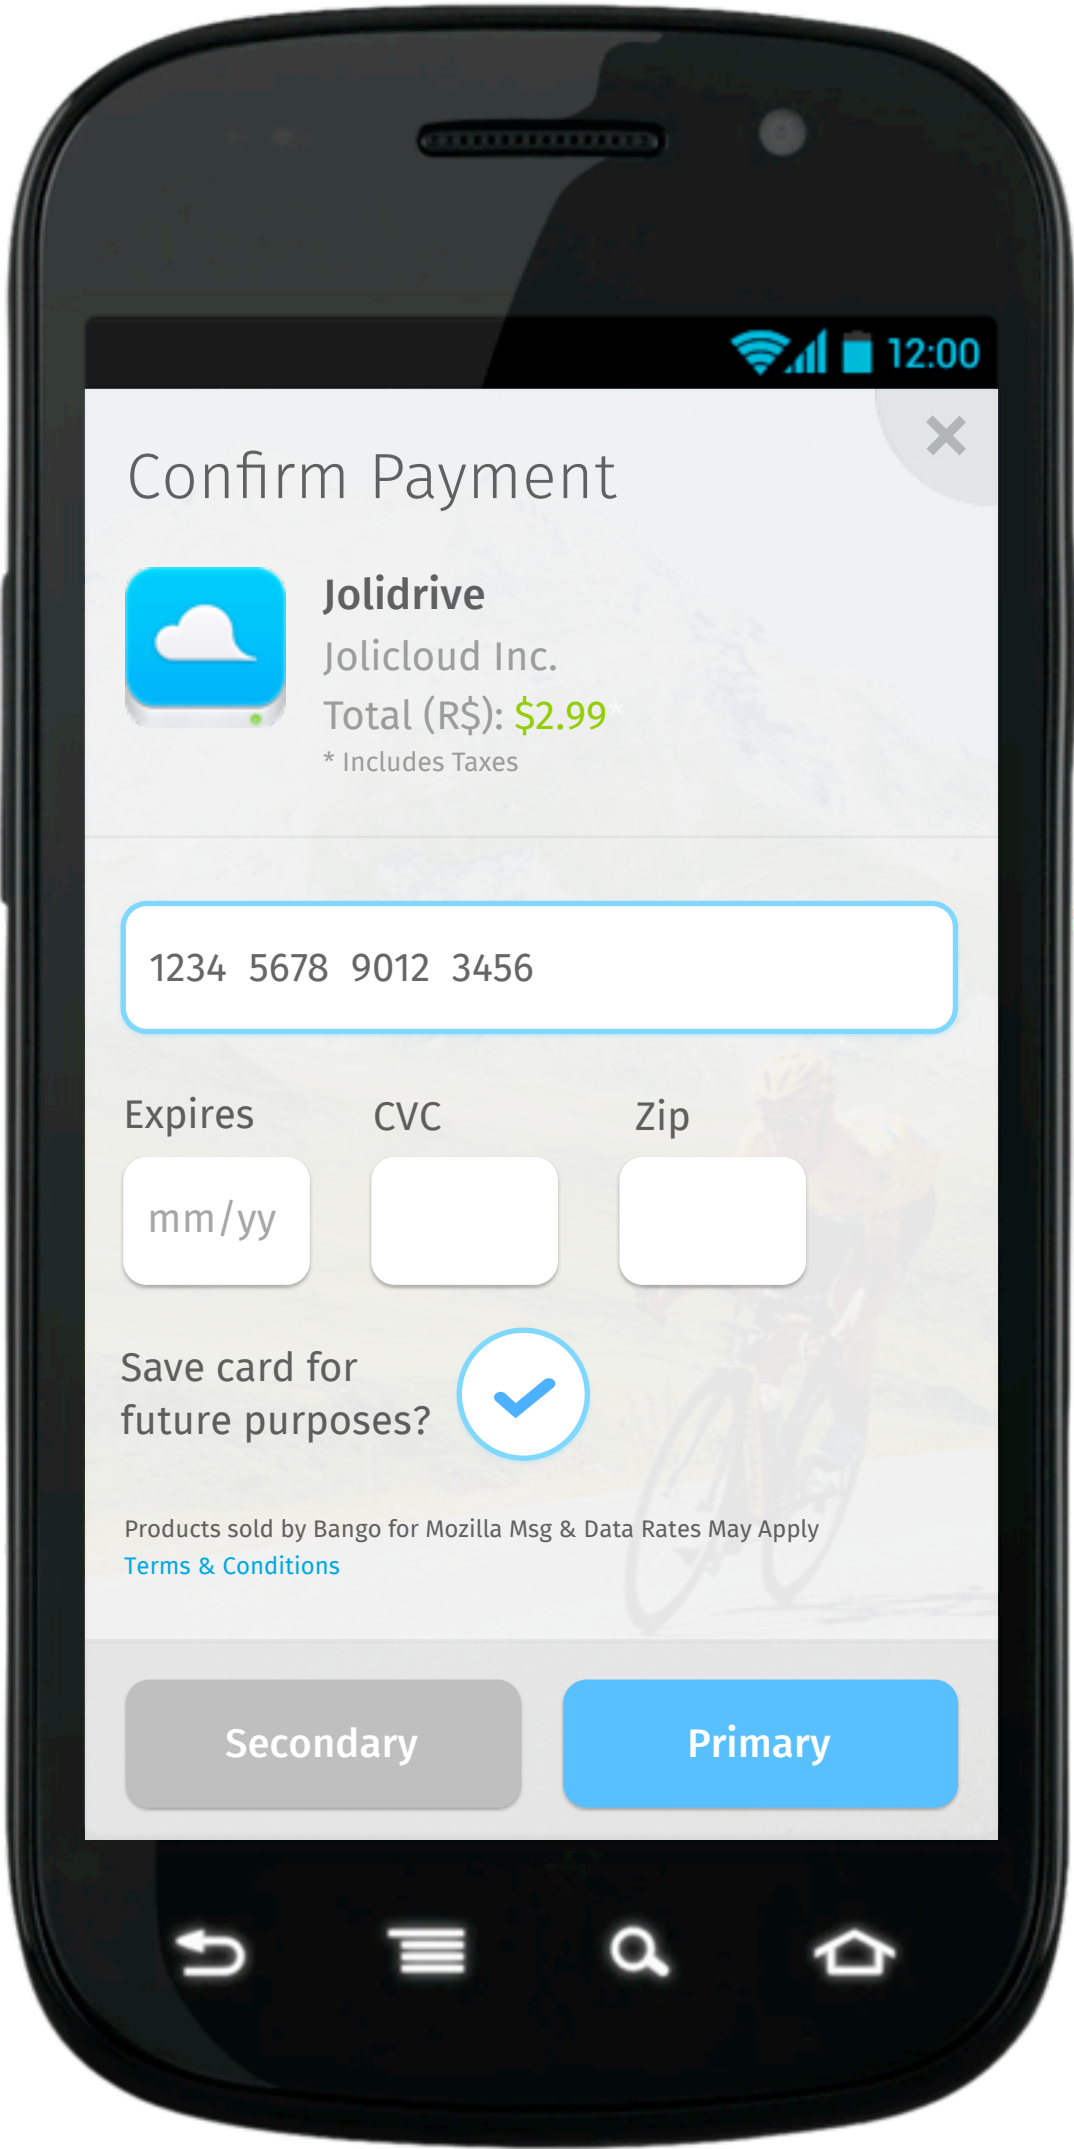 12:00
Confirm Payment
Jolidrive
Jolicloud Inc.
Total (R$): $2.99*
* Includes Taxes
1234 5678 9012 3456
Expires CVC Zip
mm/yy
Save card for
future purposes?
Products sold by Bango for Mozilla Msg & Data Rates May Apply
Terms & Conditions
Secondary Primary